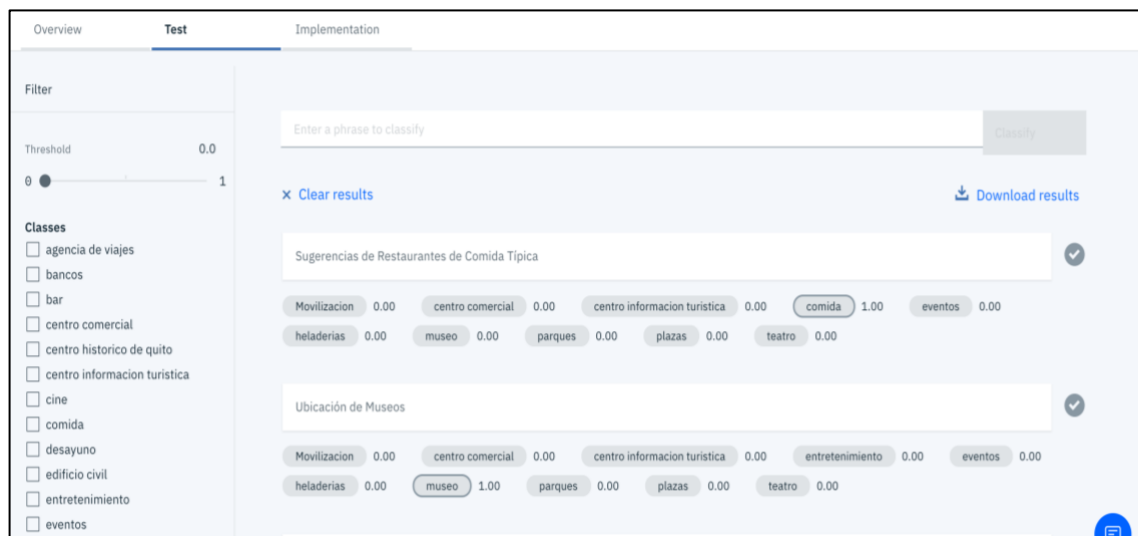 Overview Test Implementation
Filter
Threshold 0.0
0 1
Classes
agencia de viajes
bancos
bar
centro comercial
centro historico de quito
centro informacion turistica
cine
comida
desayuno
edificio civil
entretenimiento
eventos
Enter a phrase to classify Classify
× Clear results Download results
Sugerencias de Restaurantes de Comida Típica
Movilizacion 0.00 centro comercial 0.00 centro informacion turistica 0.00 comida 1.00 eventos 0.00
heladerias 0.00 museo 0.00 parques 0.00 plazas 0.00 teatro 0.00
Ubicación de Museos
Movilizacion 0.00 centro comercial 0.00 centro informacion turistica 0.00 entretenimiento 0.00 eventos 0.00
heladerias 0.00 museo 1.00 parques 0.00 plazas 0.00 teatro 0.00